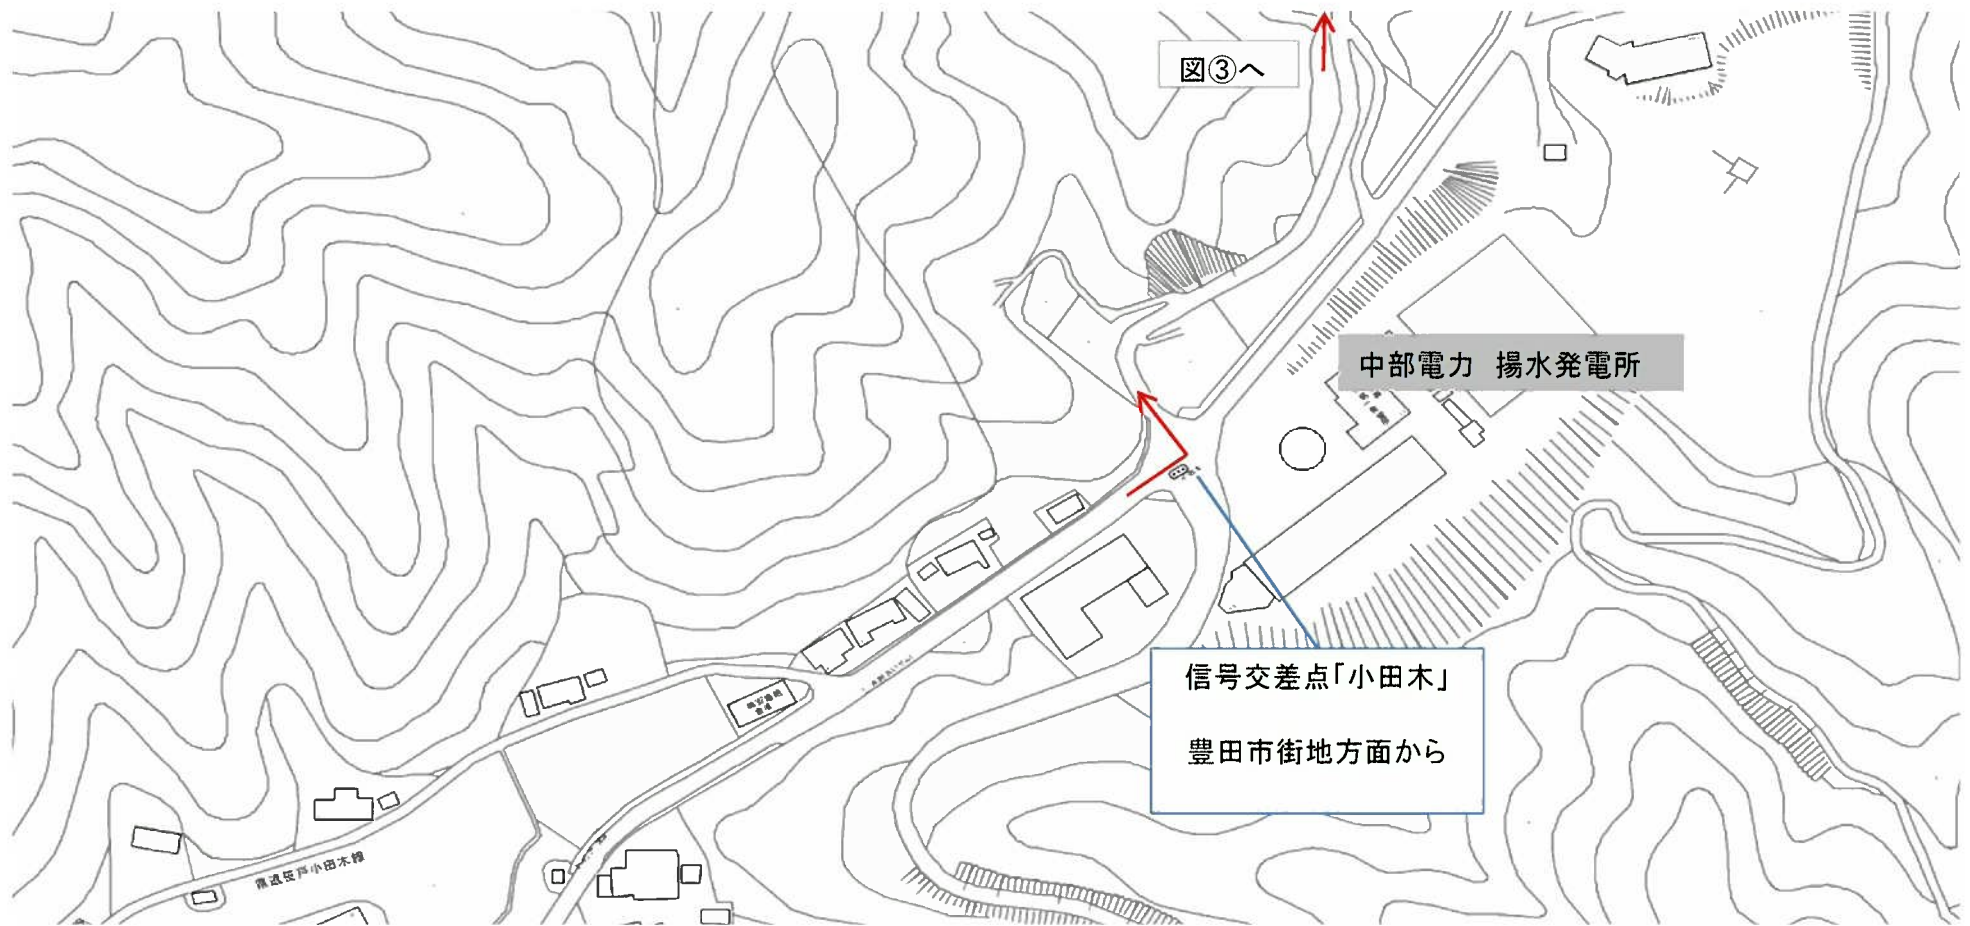 図③へ
中部電力 揚水発電所
信号交差点「小田木」
豊田市街地方面から
県道笹戸小田木線